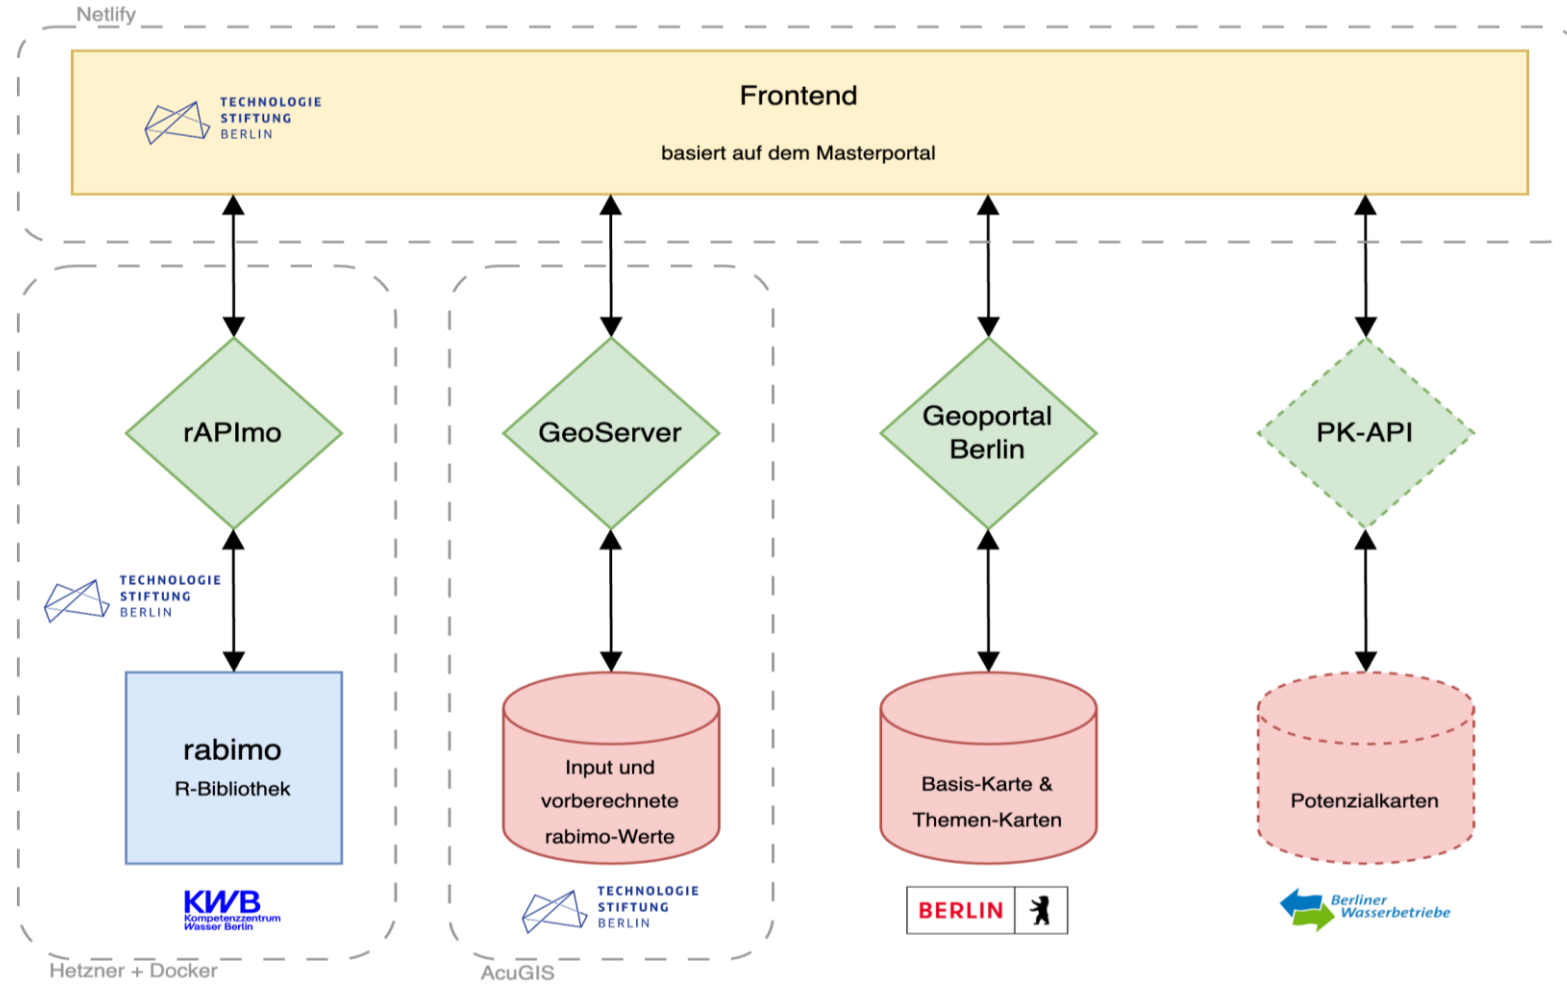 Netlify
TECHNOLOGIE
STIFTUNG
BERLIN
Frontend
basiert auf dem Masterportal
rAPImo
GeoServer
Geoportal
Berlin
PK-API
TECHNOLOGIE
STIFTUNG
BERLIN
rabimo
R-Bibliothek
Input und
vorberechnete
rabimo-Werte
Basis-Karte &
Themen-Karten
Potenzialkarten
KWB
Kompetenzzentrum
Wasser Berlin
TECHNOLOGIE
STIFTUNG
BERLIN
BERLIN
Berliner
Wasserbetriebe
Hetzner + Docker
AcuGIS